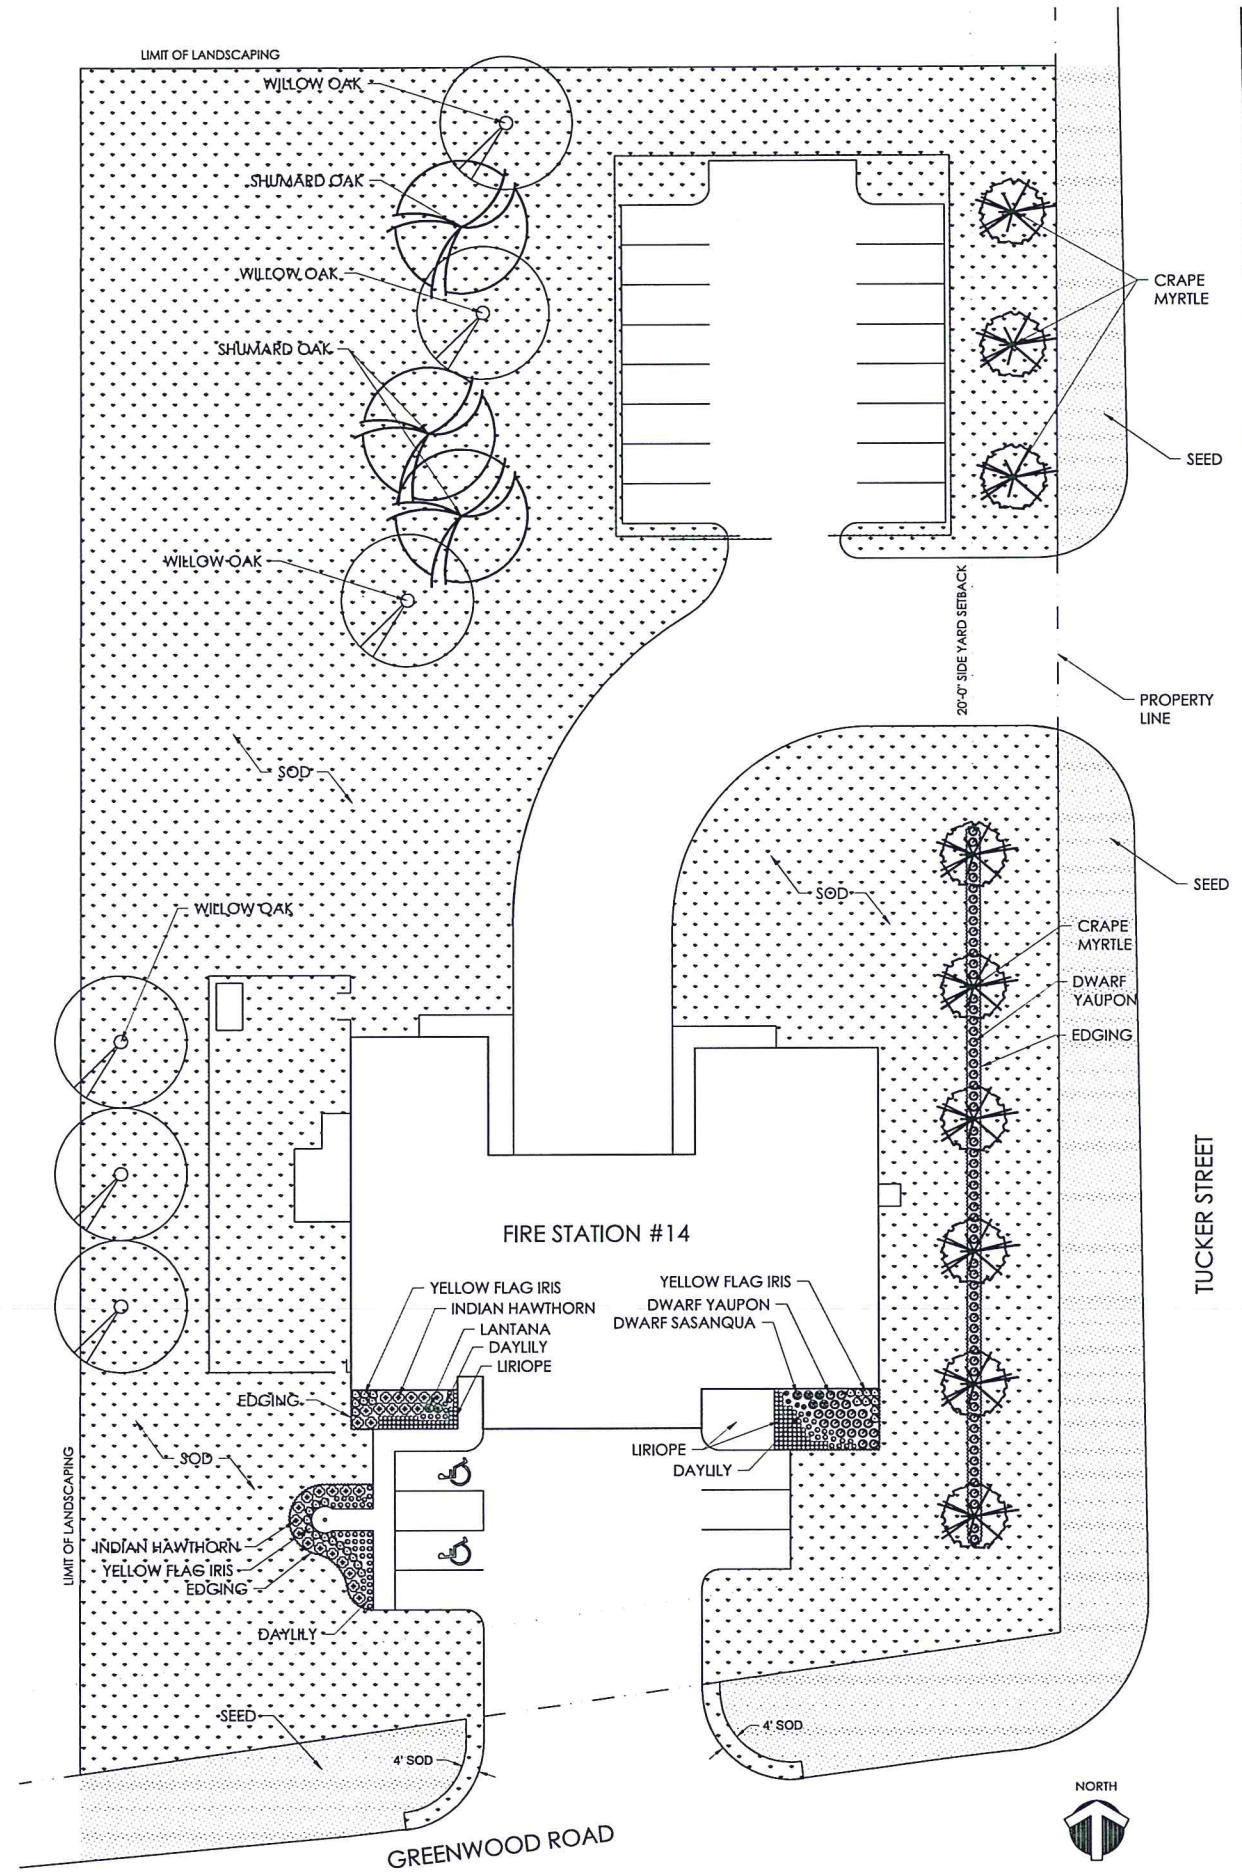 LIMIT OF LANDSCAPING
WILLOW OAK
SHUMARD OAK
WILLOW OAK
CRAPE
MYRTLE
SHUMARD OAK
SEED
WILLOW OAK
20'-0" SIDE YARD SETBACK
PROPERTY
LINE
SOD
SOD
SEED
WILLOW OAK
CRAPE
MYRTLE
DWARF
YAUPON
EDGING
TUCKER STREET
FIRE STATION #14
YELLOW FLAG IRIS
INDIAN HAWTHORN
LANTANA
DAYLILY
LIRIOPE
YELLOW FLAG IRIS
DWARF YAUPON
DWARF SASANQUA
EDGING
LIRIOPE
DAYLILY
SOD
LIMIT OF LANDSCAPING
INDIAN HAWTHORN
YELLOW FLAG IRIS
EDGING
DAYLILY
SEED
4' SOD
4' SOD
NORTH
GREENWOOD ROAD